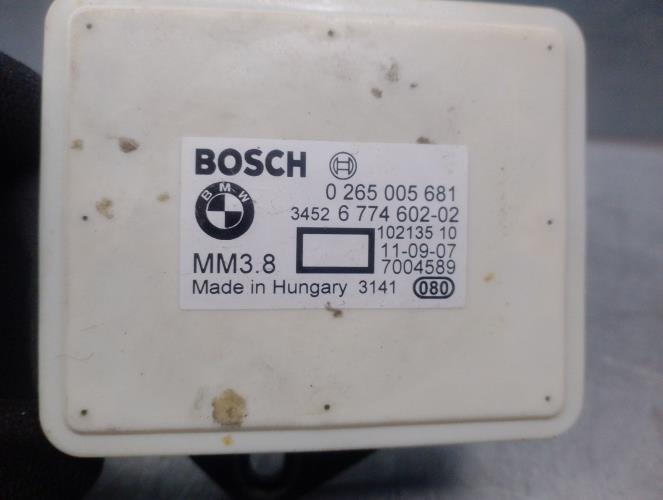 BOSCH
0 265 005 681
BMW
3452 6 774 602-02
102135 10
11-09-07
MM3.8
7004589
Made in Hungary 3141 080